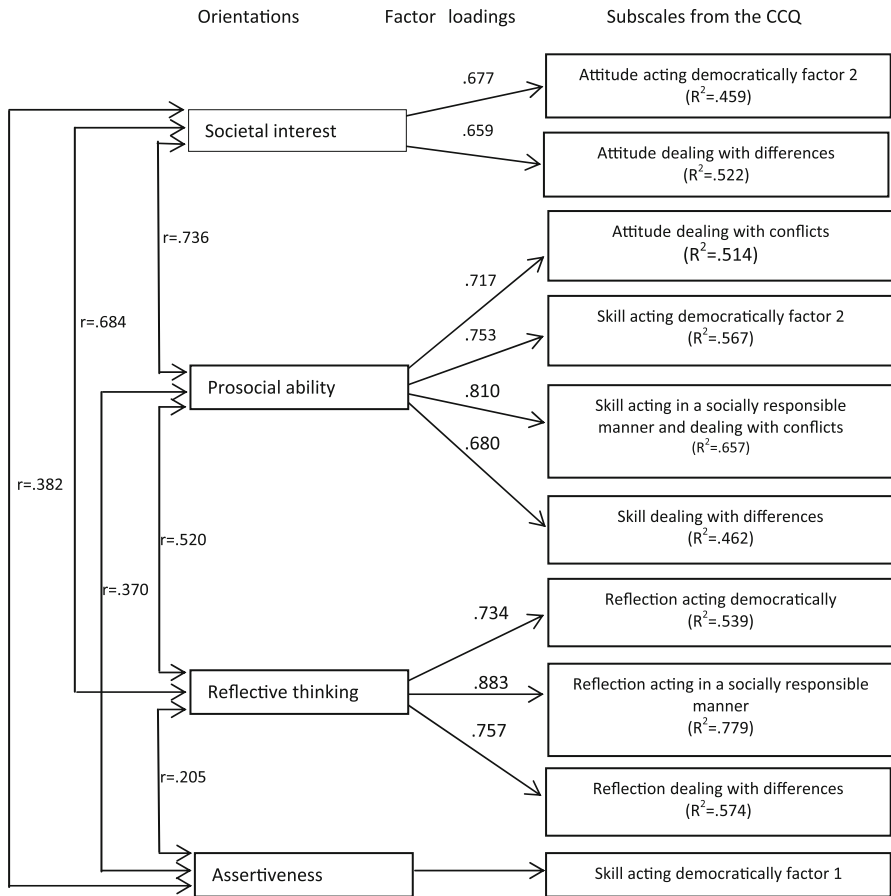 Orientations Factor loadings Subscales from the CCQ
.677
Attitude acting democratically factor 2
(R²=.459)
Societal interest
.659
Attitude dealing with differences
(R²=.522)
r=.736
Attitude dealing with conflicts
(R²=.514)
.717
r=.684
.753
Skill acting democratically factor 2
(R²=.567)
Prosocial ability
.810
Skill acting in a socially responsible
manner and dealing with conflicts
(R²=.657)
.680
r=.382
r=.520
Skill dealing with differences
(R²=.462)
r=.370
.734
Reflection acting democratically
(R²=.539)
Reflective thinking
.883
Reflection acting in a socially responsible
manner
(R²=.779)
.757
r=.205
Reflection dealing with differences
(R²=.574)
Assertiveness
Skill acting democratically factor 1